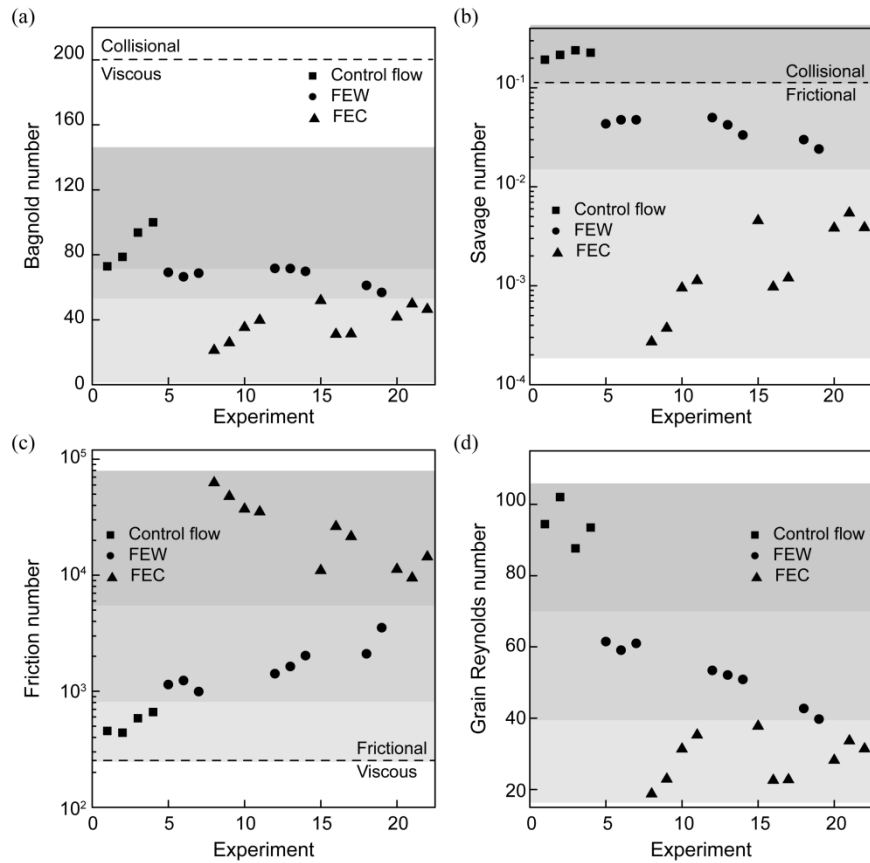 (a)
220
200
160
120
80
40
0
Bagnold number
Collisional
Viscous
Control flow
FEW
FEC
0
5
10
15
20
Experiment
(b)
10⁻¹
10⁻²
10⁻³
10⁻⁴
Savage number
Collisional
Frictional
Control flow
FEW
FEC
0
5
10
15
20
Experiment
(c)
10⁵
10⁴
10³
10²
Friction number
Control flow
FEW
FEC
Frictional
Viscous
0
5
10
15
20
Experiment
(d)
100
80
60
40
20
Grain Reynolds number
Control flow
FEW
FEC
0
5
10
15
20
Experiment